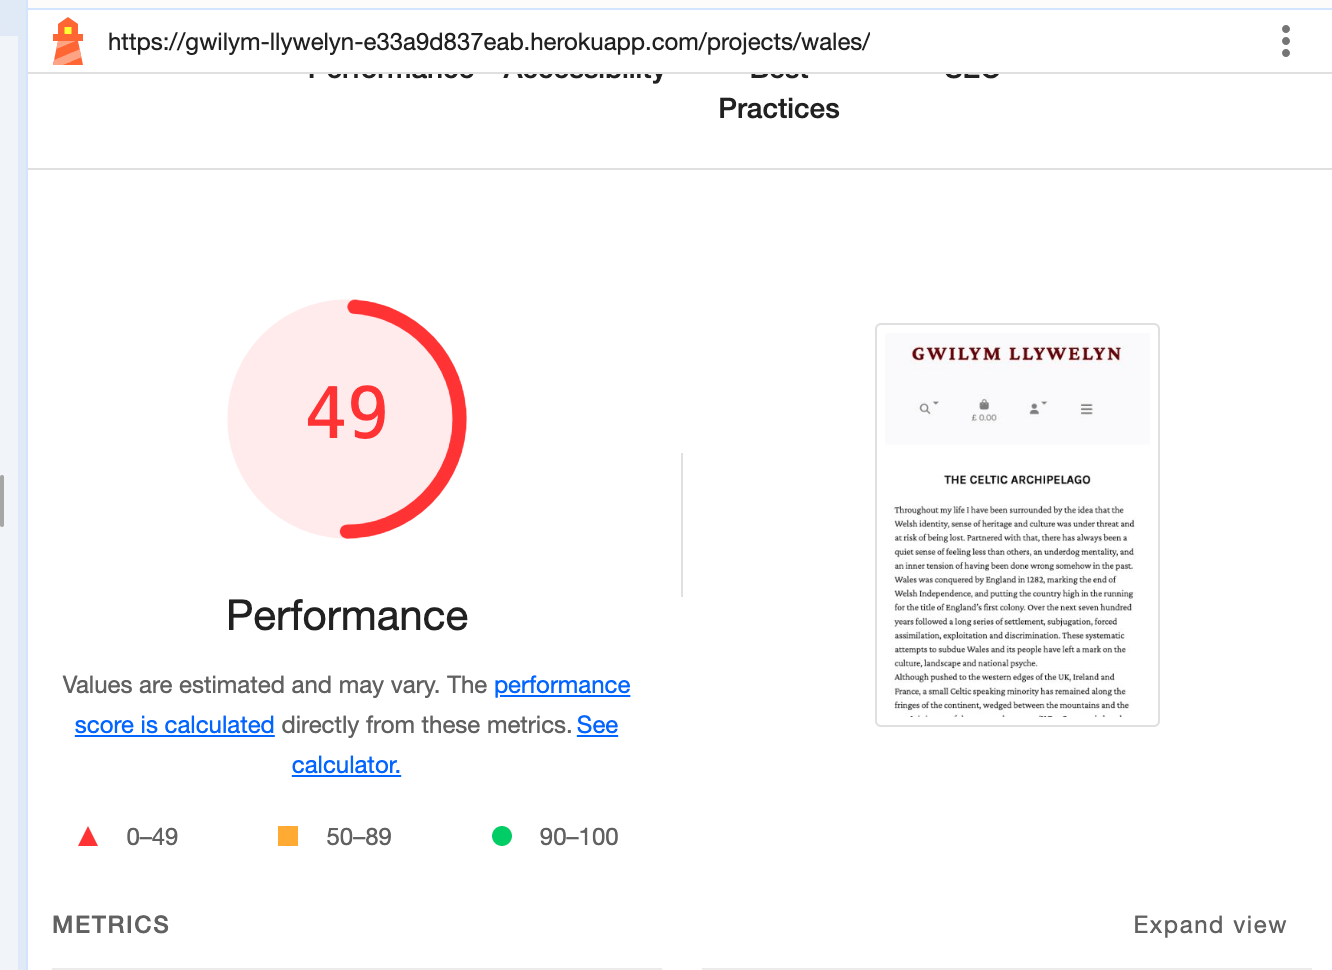 https://gwilym-llywelyn-e33a9d837eab.herokuapp.com/projects/wales/
Performance Accessibility Best SEO
Practices
49
Performance
Values are estimated and may vary. The performance
score is calculated directly from these metrics. See
calculator.
0–49
50–89
90–100
GWILYM LLYWELYN
£ 0.00
THE CELTIC ARCHIPELAGO
Throughout my life I have been surrounded by the idea that the
Welsh identity, sense of heritage and culture was under threat and
at risk of being lost. Partnered with that, there has always been a
quiet sense of feeling less than others, an underdog mentality, and
an inner tension of having been done wrong somehow in the past.
Wales was conquered by England in 1282, marking the end of
Welsh Independence, and putting the country high in the running
for the title of England's first colony. Over the next seven hundred
years followed a long series of settlement, subjugation, forced
assimilation, exploitation and discrimination. These systematic
attempts to subdue Wales and its people have left a mark on the
culture, landscape and national psyche.
Although pushed to the western edges of the UK, Ireland and
France, a small Celtic speaking minority has remained along the
fringes of the continent, wedged between the mountains and the
METRICS
Expand view